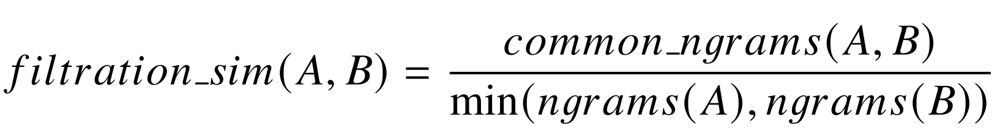 filtration_sim(A, B) = common_ngrams(A, B)
min(ngrams(A), ngrams(B))